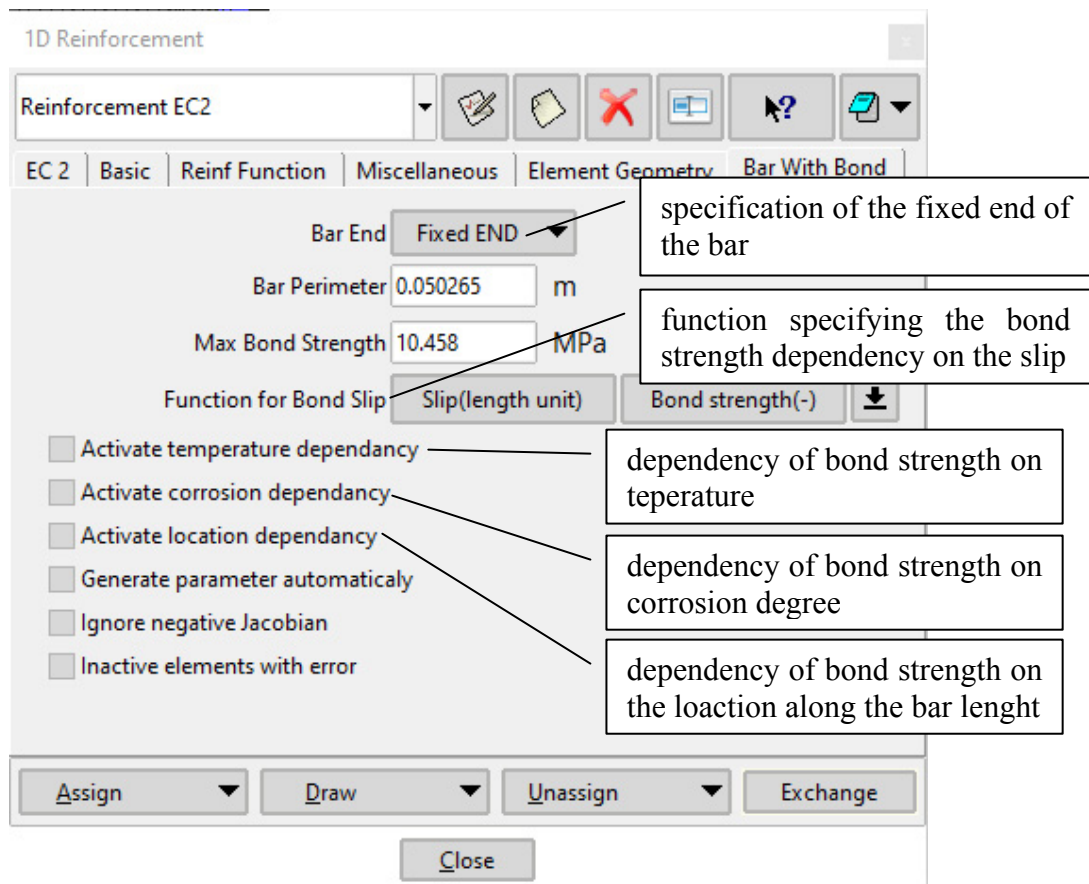 1D Reinforcement
x
Reinforcement EC2
?
EC 2 Basic Reinf Function Miscellaneous Element Geometry Bar With Bond
specification of the fixed end of
the bar
Bar End Fixed END
Bar Perimeter 0.050265 m
function specifying the bond
strength dependency on the slip
Max Bond Strength 10.458 MPa
Function for Bond Slip Slip(length unit) Bond strength(-)
Activate temperature dependancy
dependency of bond strength on
teperature
Activate corrosion dependancy
Activate location dependancy
dependency of bond strength on
corrosion degree
Generate parameter automaticaly
Ignore negative Jacobian
Inactive elements with error
dependency of bond strength on
the loaction along the bar lenght
Assign Draw Unassign Exchange
Close